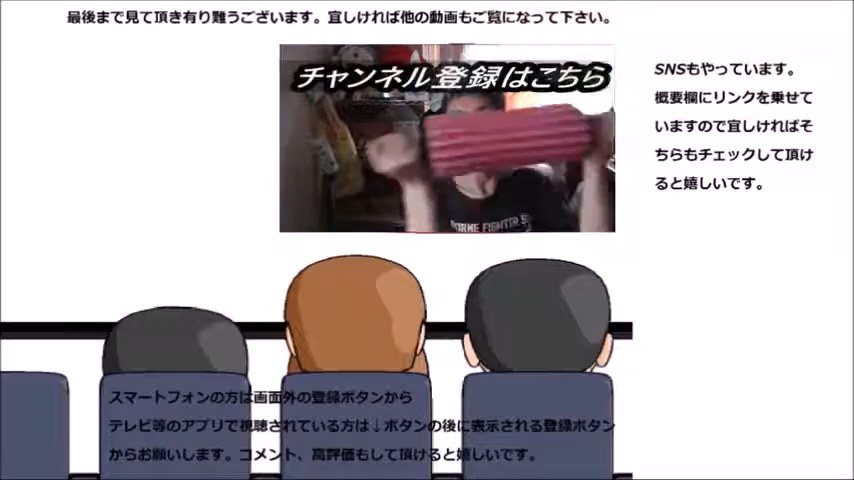 最後まで見て頂き有り難うございます。宜しければ他の動画もご覧になって下さい。
チャンネル登録はこちら
SNSもやっています。
概要欄にリンクを乗せて
いますので宜しければそ
ちらもチェックして頂け
ると嬉しいです。
スマートフォンの方は画面外の登録ボタンから
テレビ等のアプリで視聴されている方は↓ボタンの後に表示される登録ボタン
からお願いします。コメント、高評価もして頂けると嬉しいです。